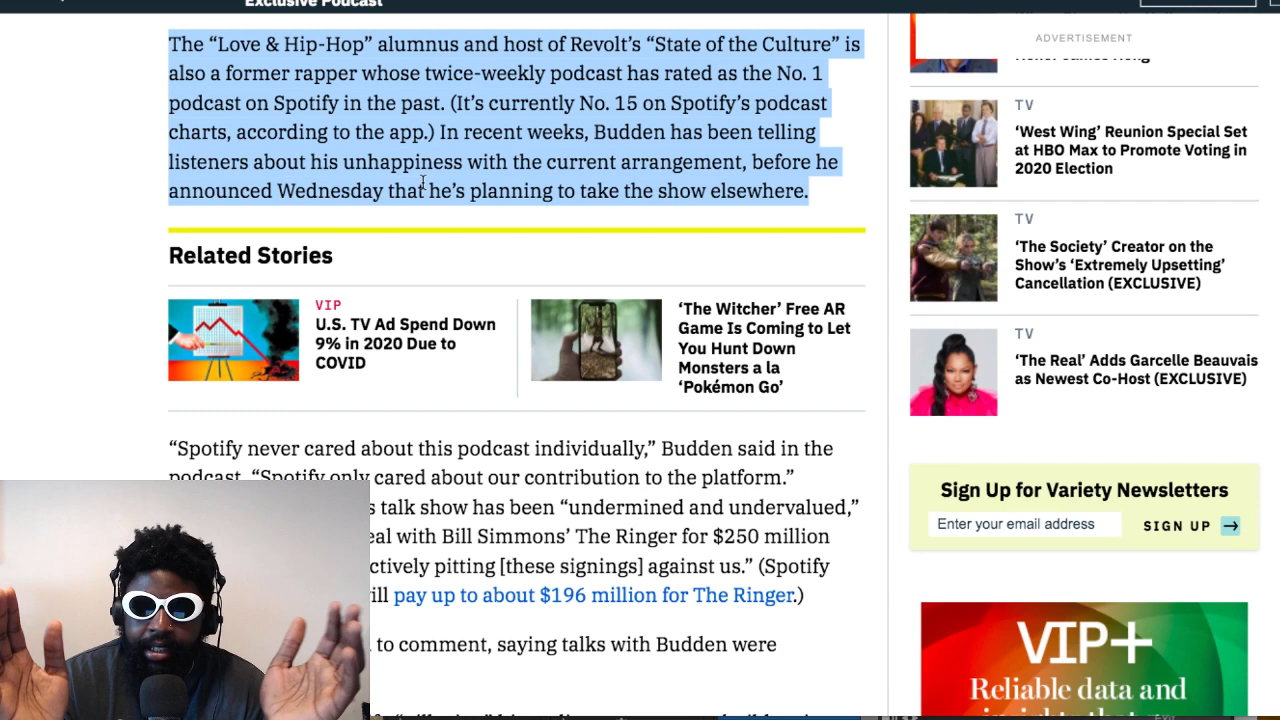 Exclusive Podcast
The “Love & Hip-Hop” alumnus and host of Revolt’s “State of the Culture” is
also a former rapper whose twice-weekly podcast has rated as the No. 1
podcast on Spotify in the past. (It’s currently No. 15 on Spotify’s podcast
charts, according to the app.) In recent weeks, Budden has been telling
listeners about his unhappiness with the current arrangement, before he
announced Wednesday that he’s planning to take the show elsewhere.
Related Stories
VIP
U.S. TV Ad Spend Down
9% in 2020 Due to
COVID
‘The Witcher’ Free AR
Game Is Coming to Let
You Hunt Down
Monsters a la
‘Pokémon Go’
“Spotify never cared about this podcast individually,” Budden said in the
podcast. “Spotify only cared about our contribution to the platform.”
s talk show has been “undermined and undervalued,”
eal with Bill Simmons’ The Ringer for $250 million
ctively pitting [these signings] against us.” (Spotify
ill pay up to about $196 million for The Ringer.)
to comment, saying talks with Budden were
ADVERTISEMENT
TV
‘West Wing’ Reunion Special Set
at HBO Max to Promote Voting in
2020 Election
TV
‘The Society’ Creator on the
Show’s ‘Extremely Upsetting’
Cancellation (EXCLUSIVE)
TV
‘The Real’ Adds Garcelle Beauvais
as Newest Co-Host (EXCLUSIVE)
Sign Up for Variety Newsletters
Enter your email address
SIGN UP
VIP+
Reliable data and